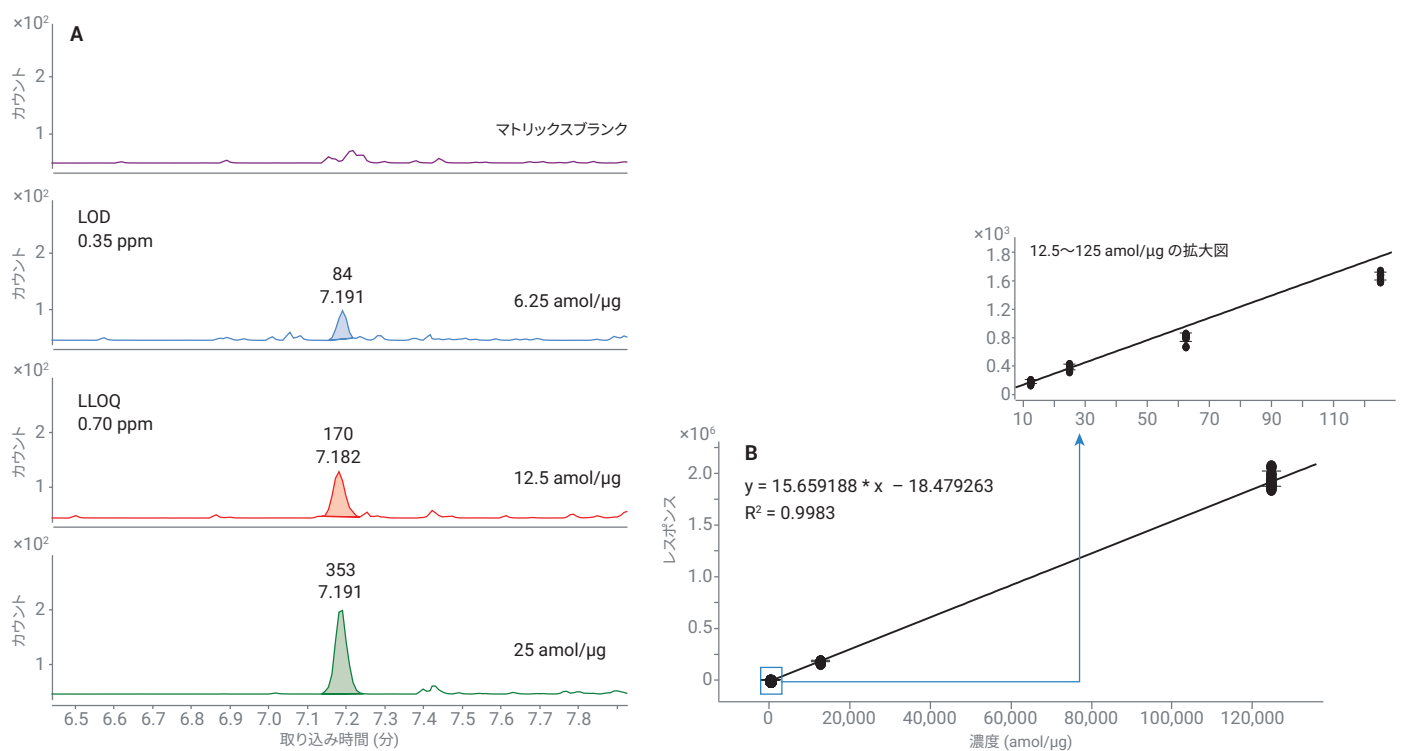 ×10²
A
カウント
2
1
マトリックスブランク
×10²
LOD
0.35 ppm
カウント
2
1
84
7.191
6.25 amol/µg
×10²
LLOQ
0.70 ppm
カウント
2
1
170
7.182
12.5 amol/µg
×10²
カウント
2
1
353
7.191
25 amol/µg
6.5 6.6 6.7 6.8 6.9 7.0 7.1 7.2 7.3 7.4 7.5 7.6 7.7 7.8
取り込み時間 (分)
×10³
12.5～125 amol/µg の拡大図
1.8
1.6
1.2
0.8
0.4
0
10 30 50 70 90 110
×10⁶
B
y = 15.659188 * x – 18.479263
R² = 0.9983
レスポンス
2.0
1.5
1.0
0.5
0
0 20,000 40,000 60,000 80,000 100,000 120,000
濃度 (amol/µg)